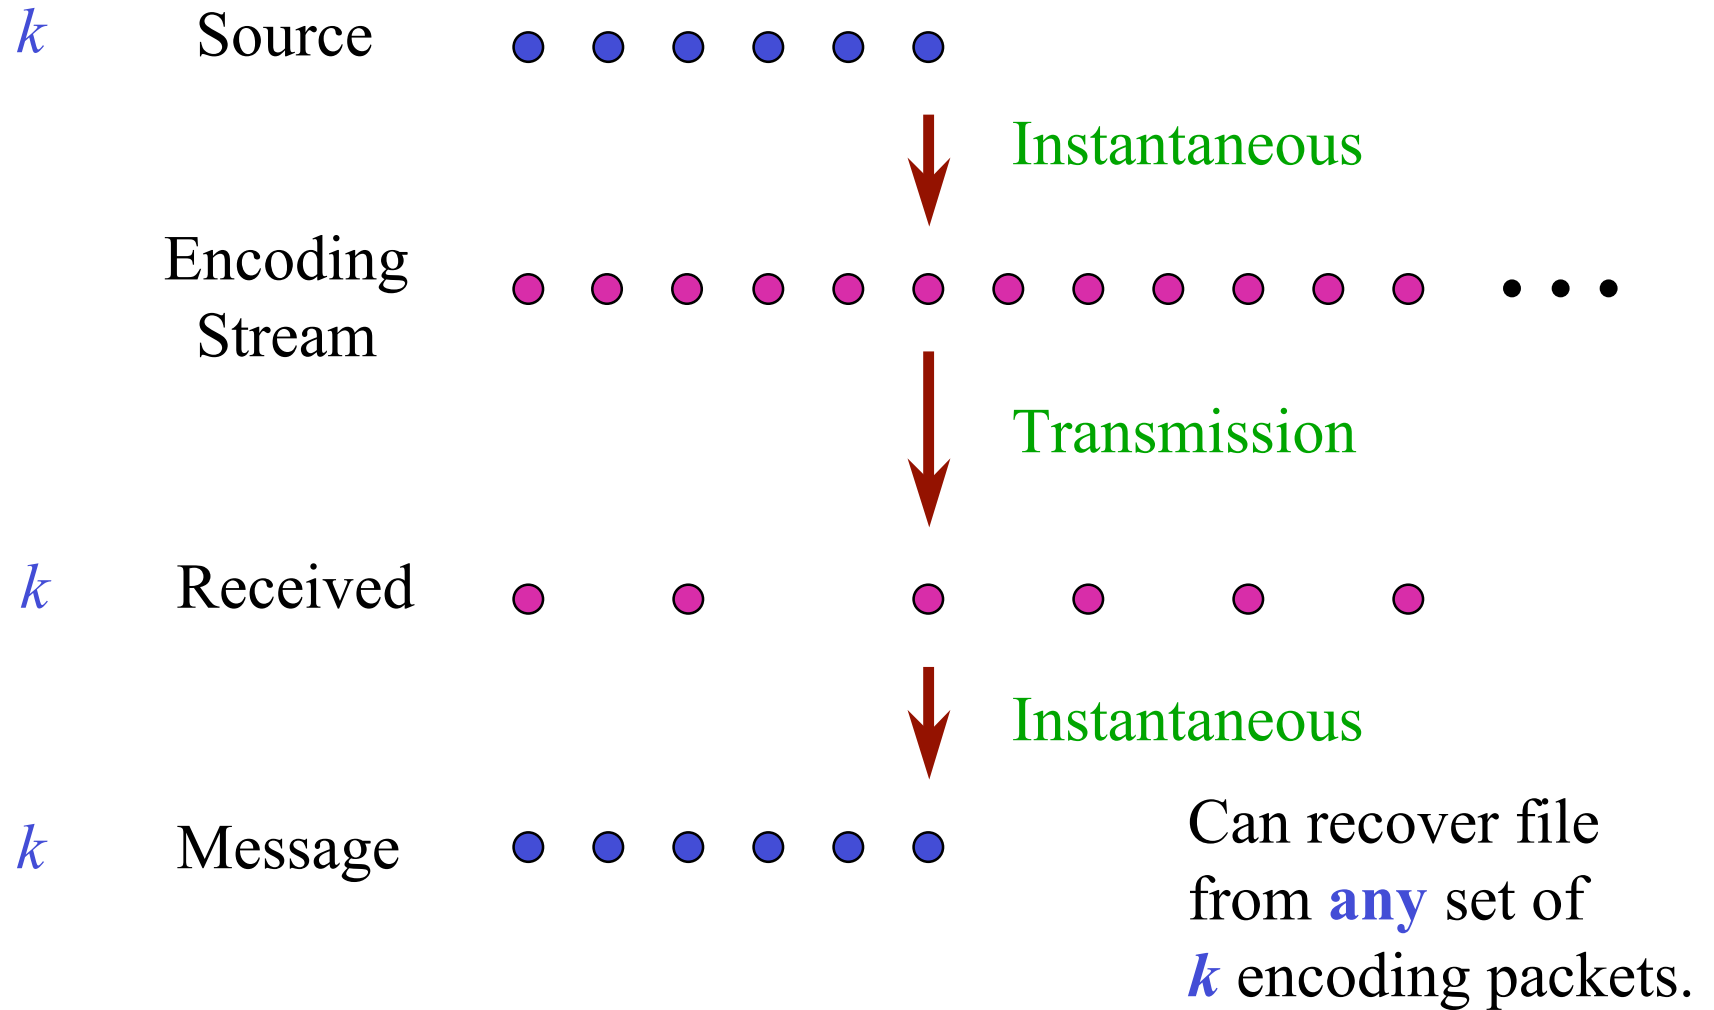 k Source
Instantaneous
Encoding
Stream
Transmission
k Received
Instantaneous
k Message
Can recover file
from any set of
k encoding packets.